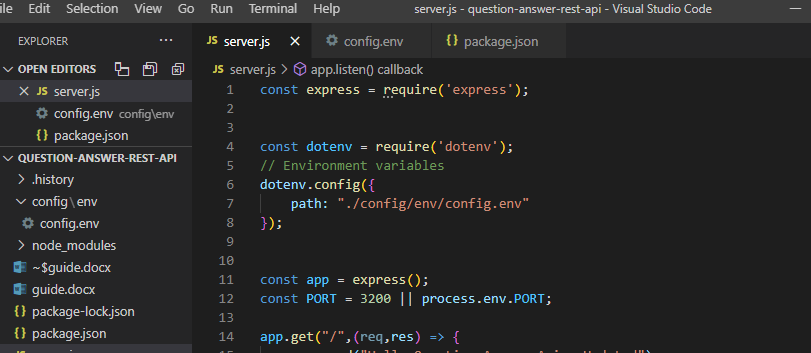 File Selection View Go Run Terminal Help server.js - question-answer-rest-api - Visual Studio Code
EXPLORER ...
JS server.js × config.env {} package.json
OPEN EDITORS
× JS server.js
config.env config\env
{} package.json
QUESTION-ANSWER-REST-API
> .history
config\env
config.env
> node_modules
~$guide.docx
guide.docx
{} package-lock.json
{} package.json
JS server.js > app.listen() callback
1 const express = require('express');
2
3
4 const dotenv = require('dotenv');
5 // Environment variables
6 dotenv.config({
7 path: "./config/env/config.env"
8 });
9
10
11 const app = express();
12 const PORT = 3200 || process.env.PORT;
13
14 app.get("/",(req,res) => {